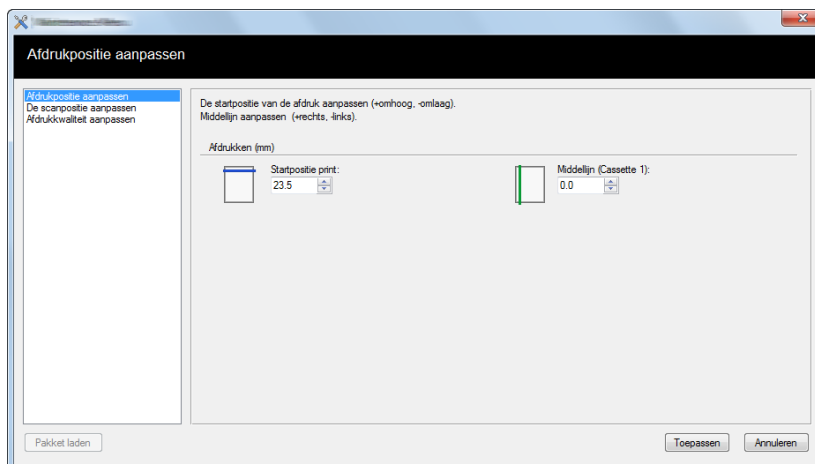 Afdrukpositie aanpassen
Afdrukpostie aanpassen
De scanpositie aanpassen
Afdrukkwaliteit aanpassen
De startpositie van de afdruk aanpassen (+omhoog, -omlaag).
Middellijn aanpassen (+rechts, -links).
Afdrukken (mm)
Startpositie print:
23.5
Middellijn (Cassette 1):
0.0
Pakket laden
Toepassen
Annuleren